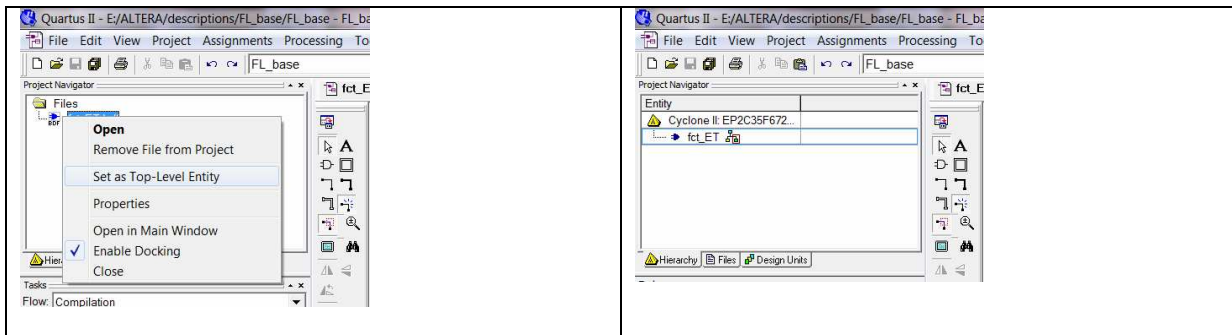 Quartus II - E:/ALTERA/descriptions/FL_base/FL_base - FL_ba
File Edit View Project Assignments Processing To
FL_base
Project Navigator
fct_E
Files
BDF
Open
Remove File from Project
Set as Top-Level Entity
Properties
Open in Main Window
Enable Docking
Close
Hier
Tasks
Flow: Compilation
Quartus II - E:/ALTERA/descriptions/FL_base/FL_base - FL_ba
File Edit View Project Assignments Processing To
FL_base
Project Navigator
fct_E
Entity
Cyclone II: EP2C35F672...
fct_ET
Hierarchy Files Design Units